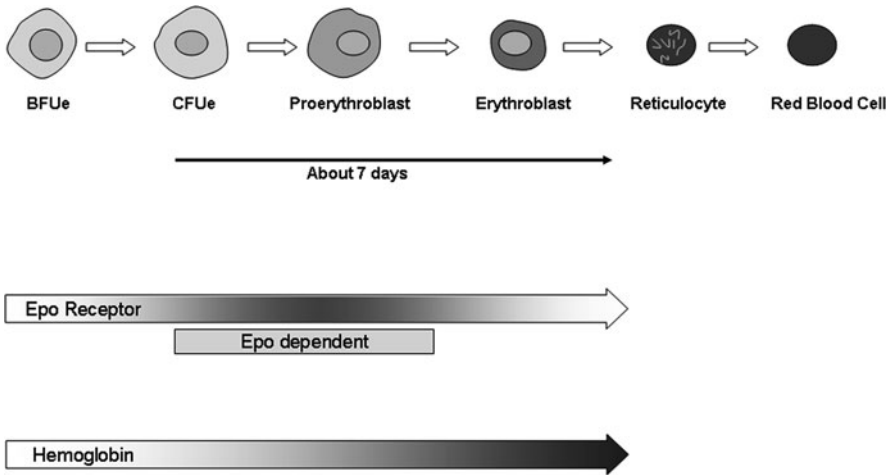 BFUe
CFUe
Proerythroblast
Erythroblast
Reticulocyte
Red Blood Cell
About 7 days
Epo Receptor
Epo dependent
Hemoglobin